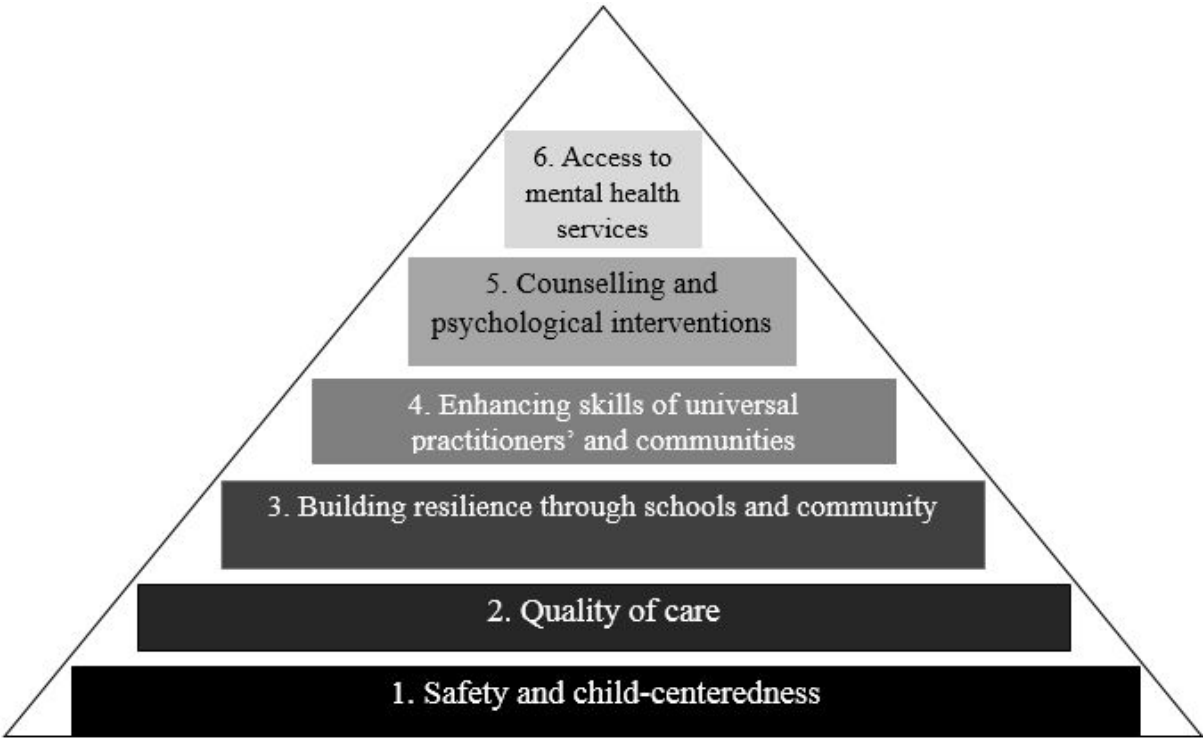 6. Access to
mental health
services
5. Counselling and
psychological interventions
4. Enhancing skills of universal
practitioners’ and communities
3. Building resilience through schools and community
2. Quality of care
1. Safety and child-centeredness